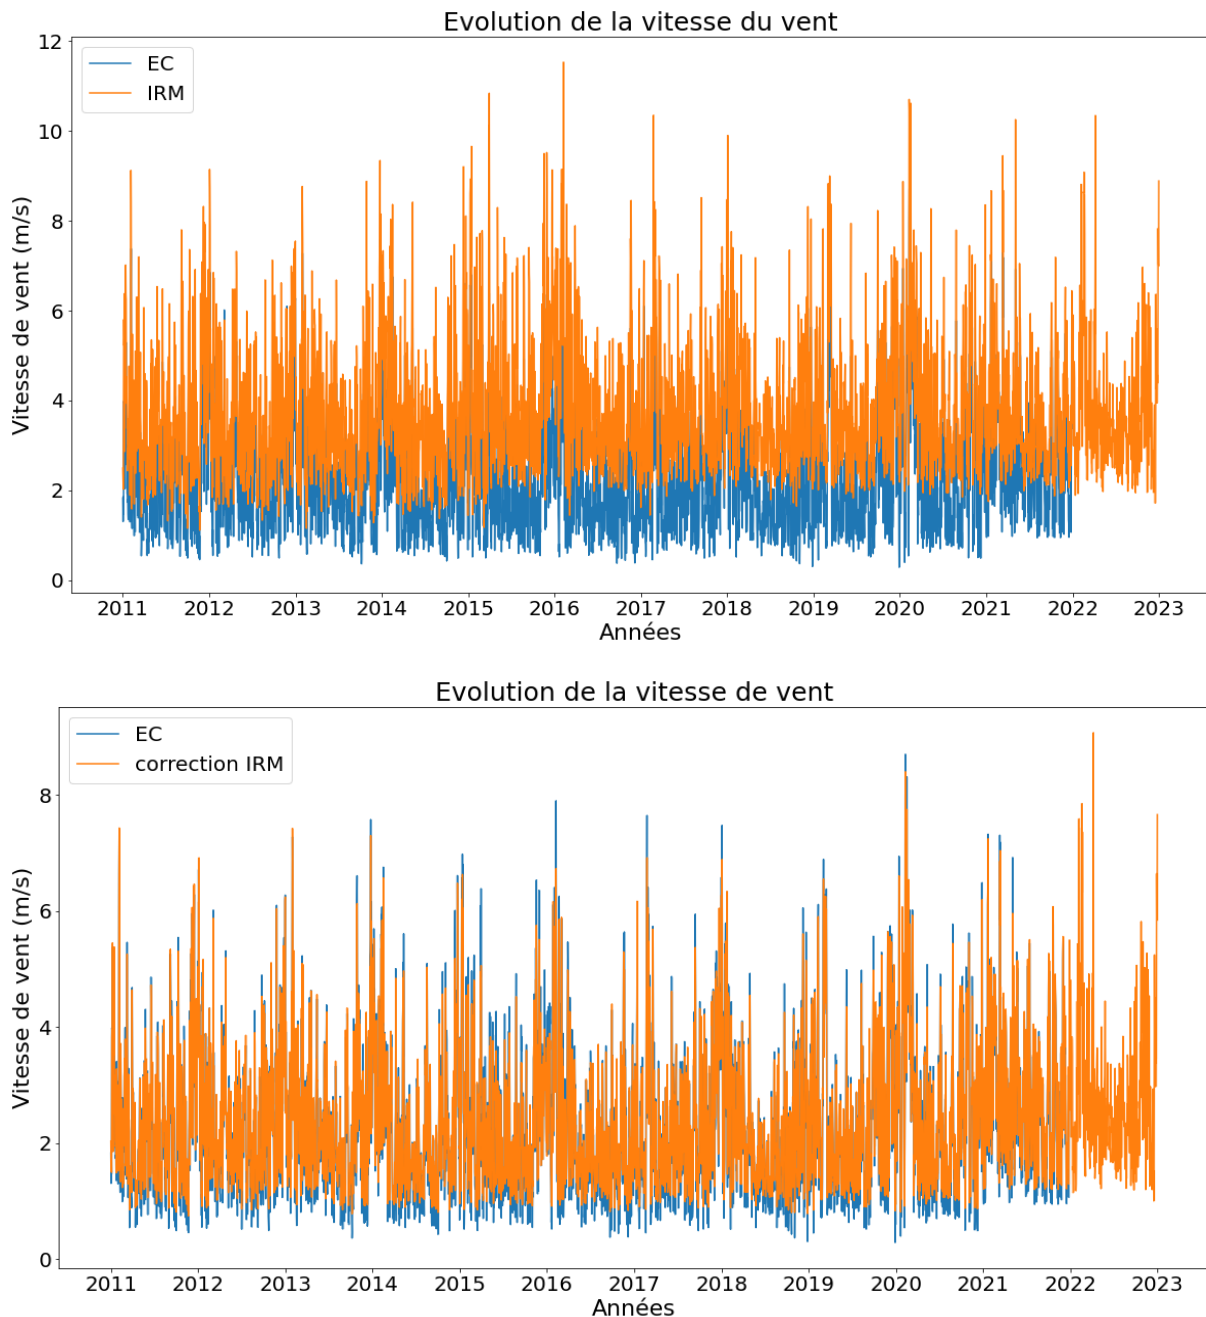 Evolution de la vitesse du vent
EC
IRM
Vitesse de vent (m/s)
12
10
8
6
4
2
0
2011 2012 2013 2014 2015 2016 2017 2018 2019 2020 2021 2022 2023
Années
Evolution de la vitesse de vent
EC
correction IRM
Vitesse de vent (m/s)
8
6
4
2
0
2011 2012 2013 2014 2015 2016 2017 2018 2019 2020 2021 2022 2023
Années